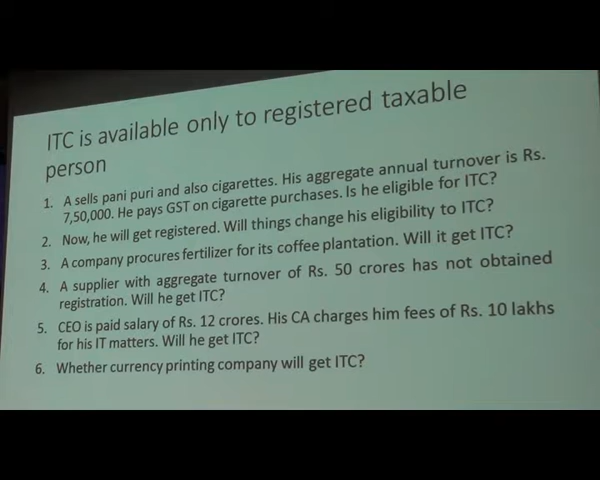 ITC is available only to registered taxable
person
1. A sells pani puri and also cigarettes. His aggregate annual turnover is Rs.
7,50,000. He pays GST on cigarette purchases. Is he eligible for ITC?
2. Now, he will get registered. Will things change his eligibility to ITC?
3. A company procures fertilizer for its coffee plantation. Will it get ITC?
4. A supplier with aggregate turnover of Rs. 50 crores has not obtained
registration. Will he get ITC?
5. CEO is paid salary of Rs. 12 crores. His CA charges him fees of Rs. 10 lakhs
for his IT matters. Will he get ITC?
6. Whether currency printing company will get ITC?